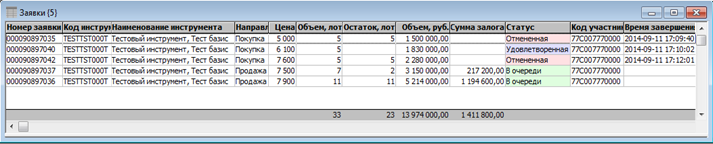 Заявки (5)
Номер заявки Код инструм Наименование инструмента Направл Цена Объем, лот Остаток, лот Объем, руб. Сумма залога Статус Код участник Время завершени
000090897035 TESTTST000T Тестовый инструмент, Тест базис Покупка 5 000 5 5 1 500 000,00 Отмененная 77C007770000 2014-09-11 17:09:40
000090897040 TESTTST000T Тестовый инструмент, Тест базис Покупка 6 100 5 1 830 000,00 Удовлетворенная 77C007770000 2014-09-11 17:10:02
000090897042 TESTTST000T Тестовый инструмент, Тест базис Покупка 7 600 5 5 2 280 000,00 Отмененная 77C007770000 2014-09-11 17:12:01
000090897037 TESTTST000T Тестовый инструмент, Тест базис Продажа 7 500 7 2 3 150 000,00 217 200,00 В очереди 77C007770000
000090897036 TESTTST000T Тестовый инструмент, Тест базис Продажа 7 900 11 11 5 214 000,00 1 194 600,00 В очереди 77C007770000
33 23 13 974 000,00 1 411 800,00